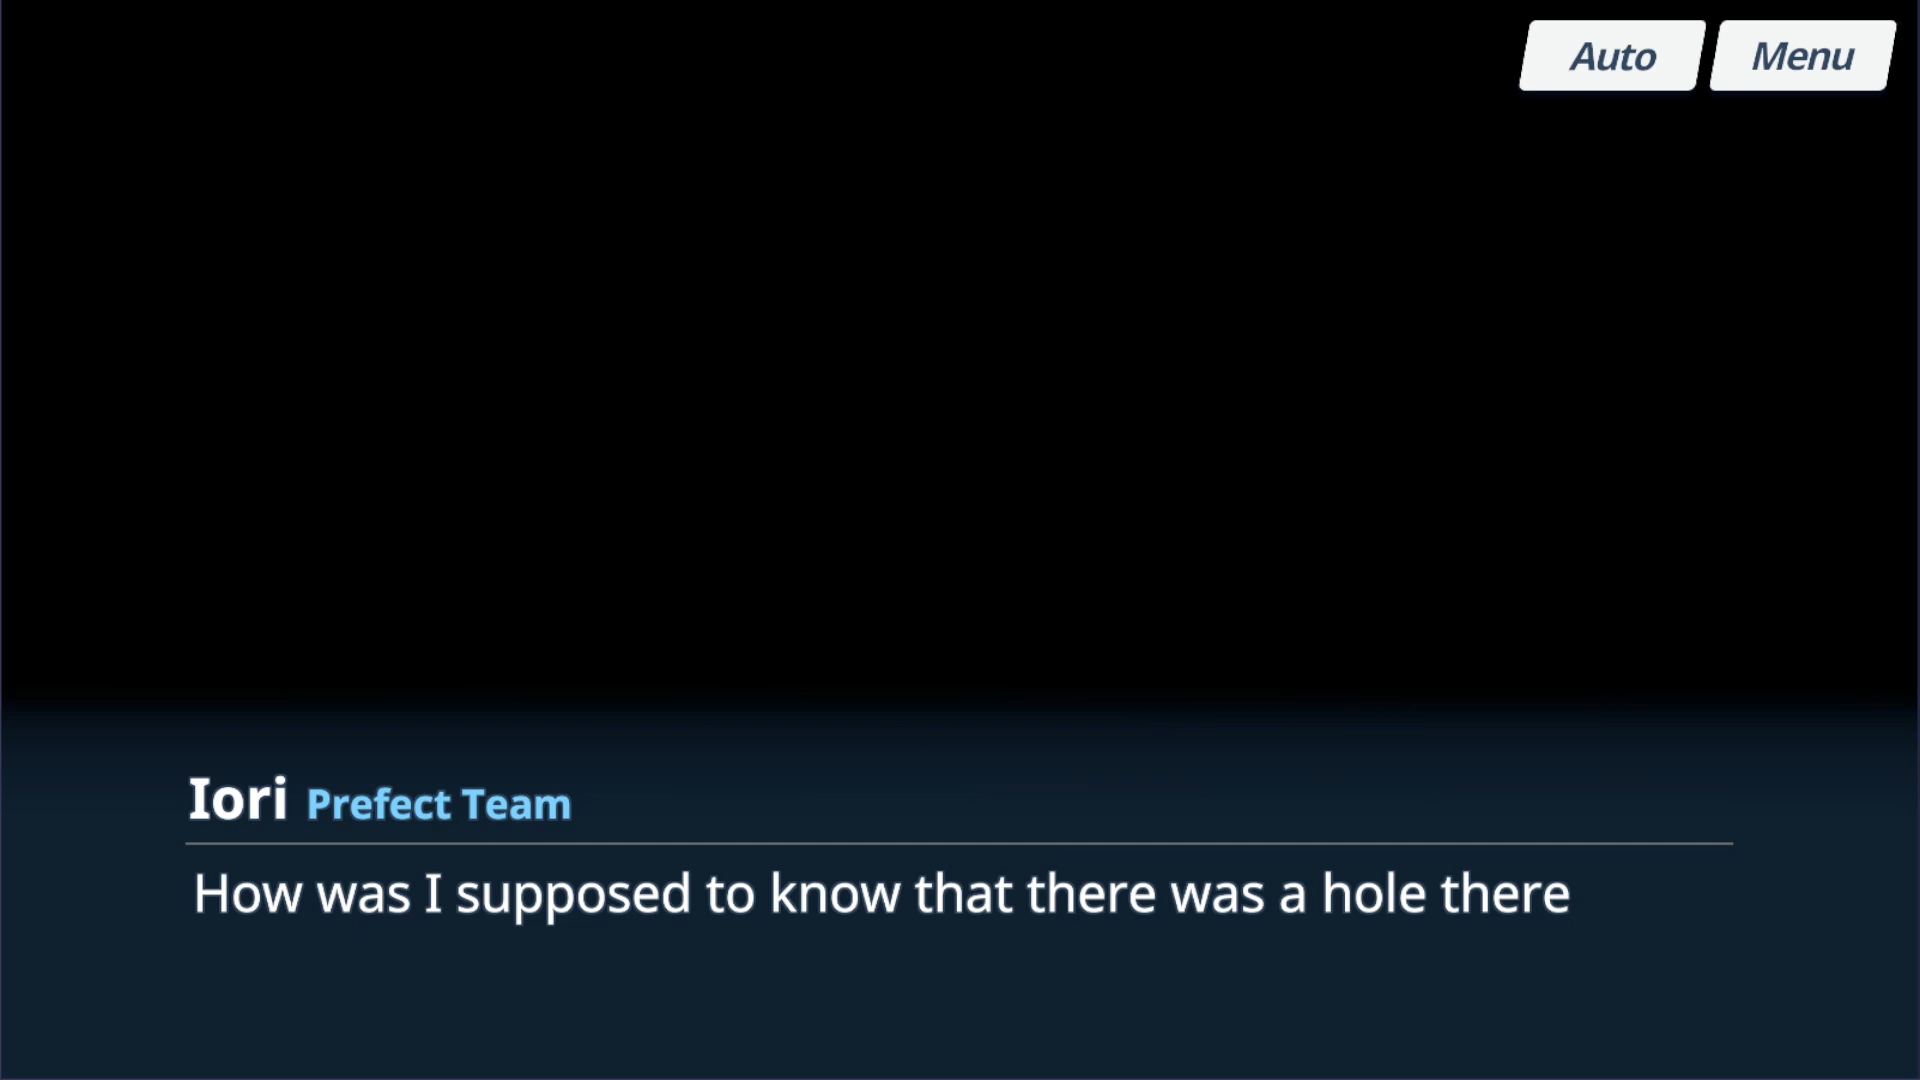 Auto Menu
Iori Prefect Team
How was I supposed to know that there was a hole there